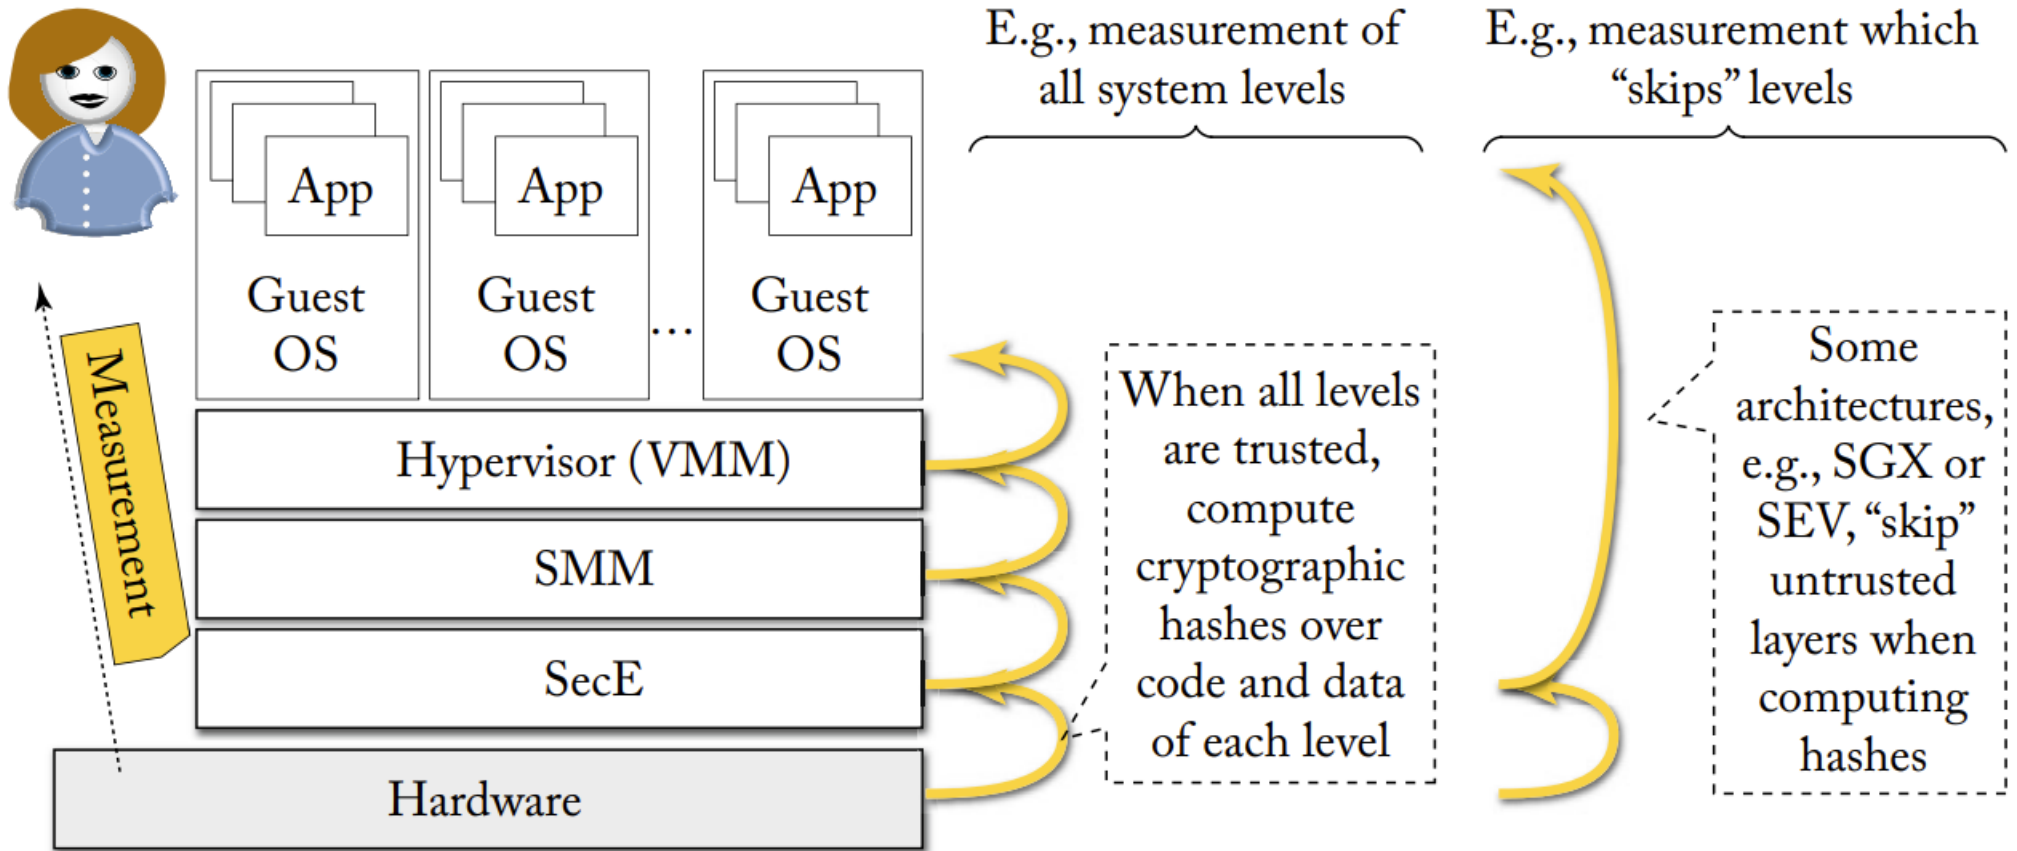 E.g., measurement of
all system levels
E.g., measurement which
“skips” levels
App
App
App
Guest
OS
Guest
OS
...
Guest
OS
Measurement
Hypervisor (VMM)
SMM
SecE
Hardware
When all levels
are trusted,
compute
cryptographic
hashes over
code and data
of each level
Some
architectures,
e.g., SGX or
SEV, “skip”
untrusted
layers when
computing
hashes